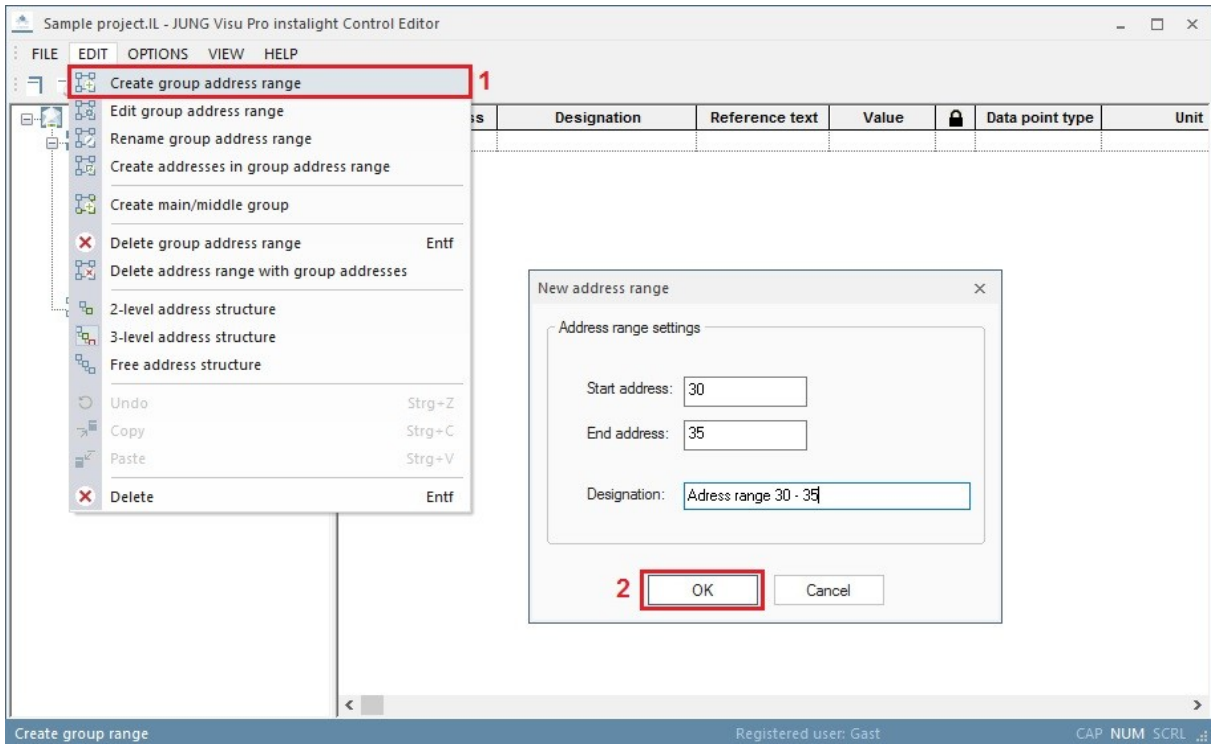 Sample project.IL - JUNG Visu Pro instalight Control Editor
FILE EDIT OPTIONS VIEW HELP
Create group address range 1
Edit group address range
Rename group address range
Create addresses in group address range
Create main/middle group
Delete group address range Entf
Delete address range with group addresses
2-level address structure
3-level address structure
Free address structure
Undo Strg+Z
Copy Strg+C
Paste Strg+V
Delete Entf
ss Designation Reference text Value Data point type Unit
New address range
Address range settings
Start address: 30
End address: 35
Designation: Adress range 30 - 35
2 OK Cancel
Create group range Registered user: Gast CAP NUM SCRL